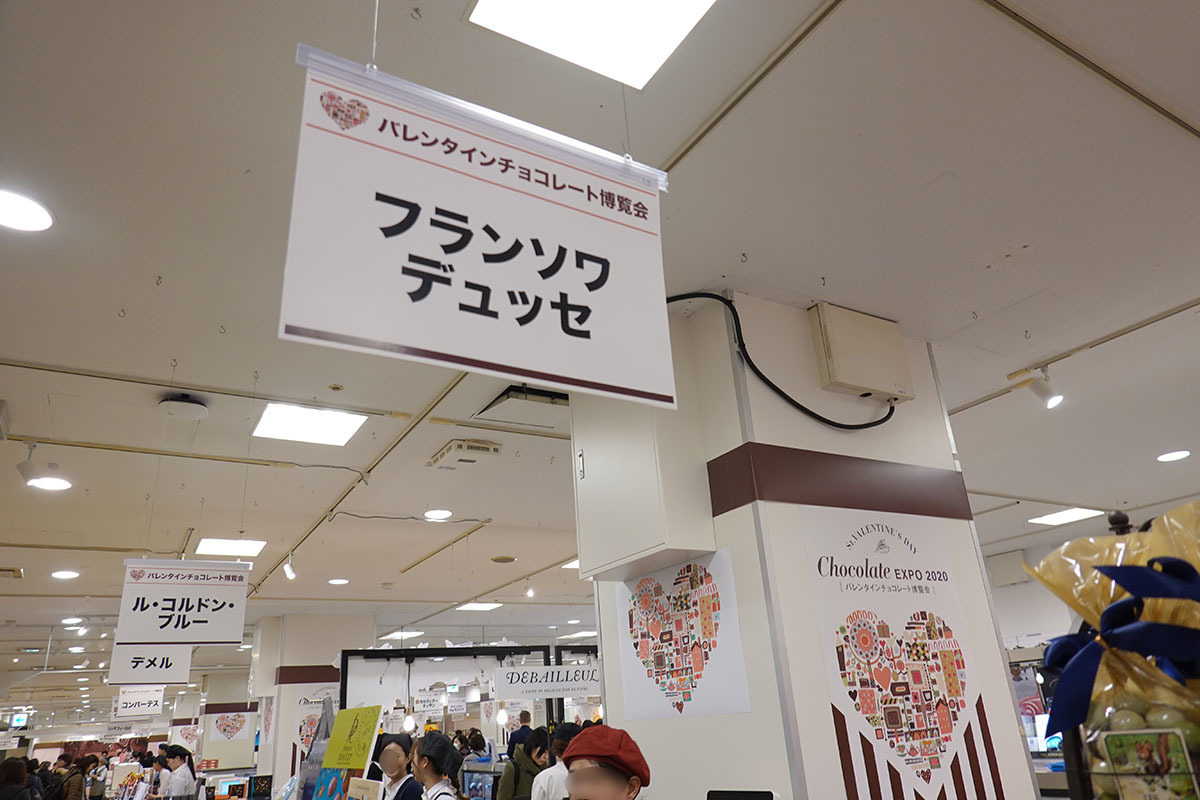 バレンタインチョコレート博覧会
フランソワ
デュッセ
バレンタインチョコレート博覧会
ル・コルドン・
ブルー
デメル
コンバーテス
DEBAILLEUL
ST.VALENTINE'S DAY
Chocolate EXPO 2020
バレンタインチョコレート博覧会